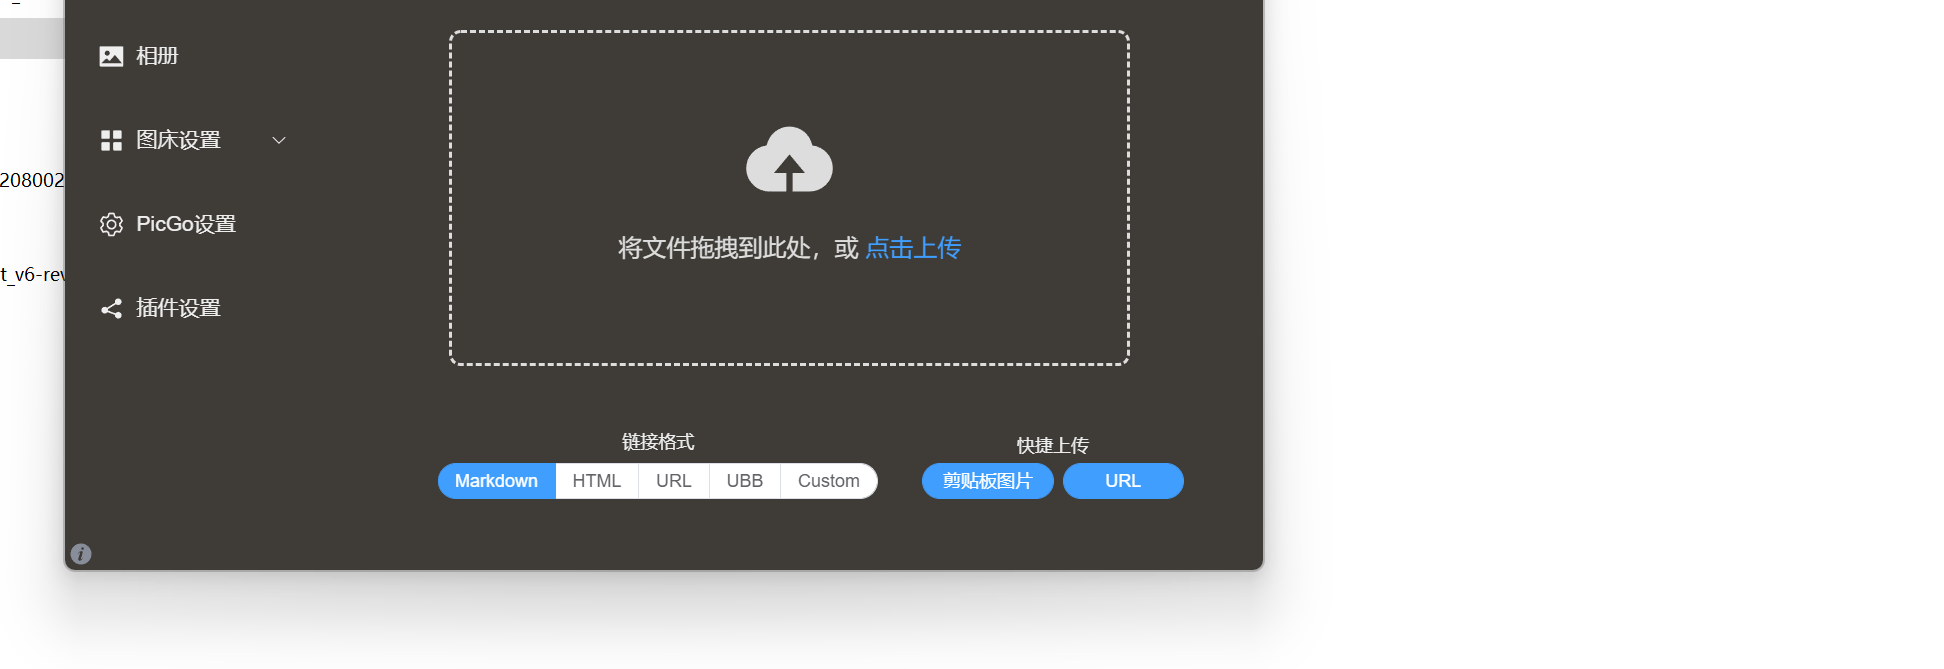 相册
图床设置
208002
PicGo设置
t_v6-rev
插件设置
将文件拖拽到此处，或 点击上传
链接格式
Markdown HTML URL UBB Custom
快捷上传
剪贴板图片 URL